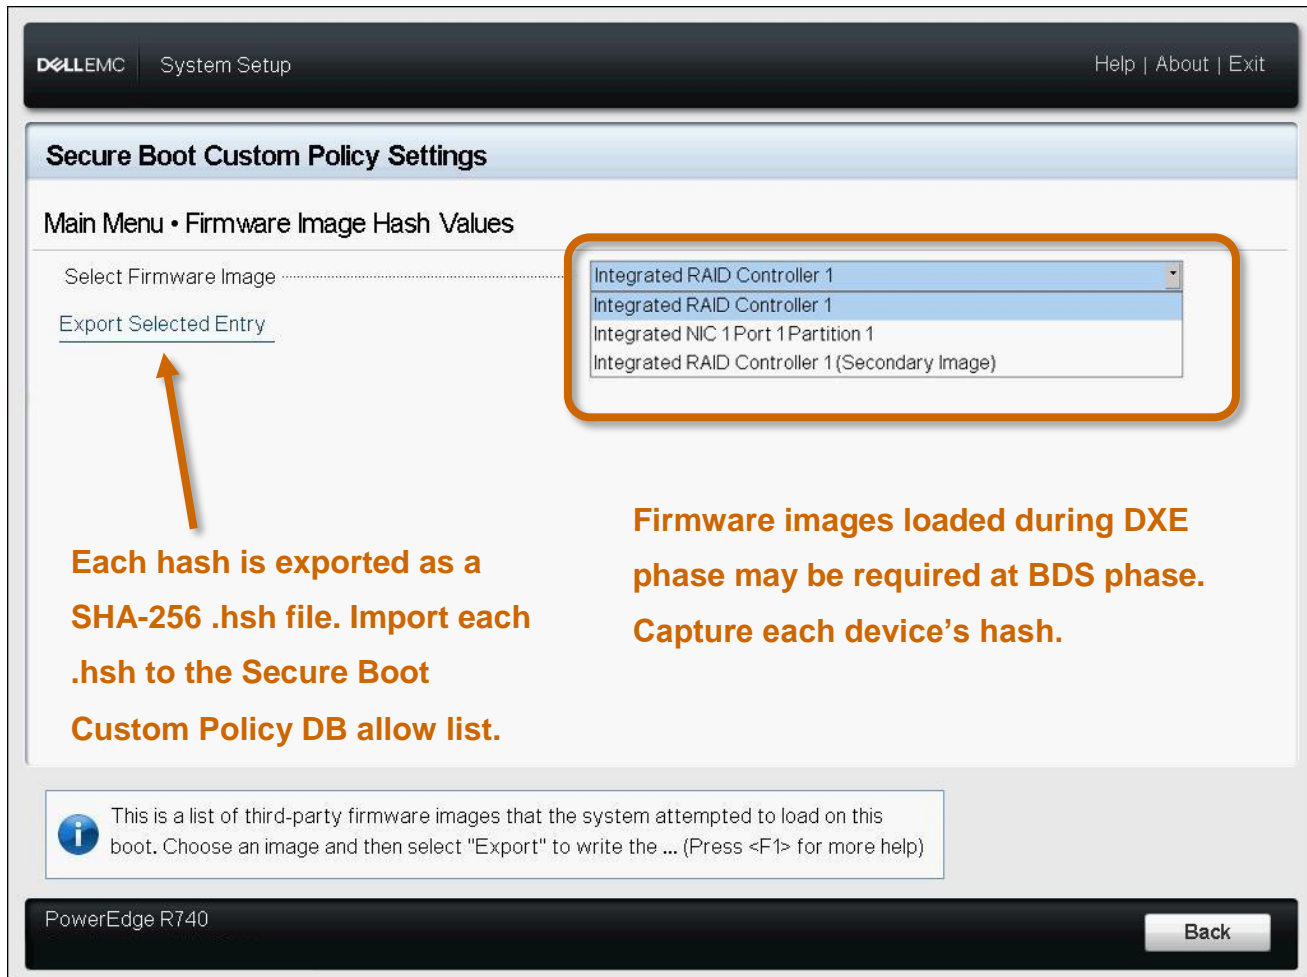 DELLEMC System Setup Help | About | Exit
Secure Boot Custom Policy Settings
Main Menu • Firmware Image Hash Values
Select Firmware Image Integrated RAID Controller 1
Integrated RAID Controller 1
Export Selected Entry
Integrated NIC 1 Port 1 Partition 1
Integrated RAID Controller 1 (Secondary Image)
Each hash is exported as a
SHA-256 .hsh file. Import each
.hsh to the Secure Boot
Custom Policy DB allow list.
Firmware images loaded during DXE
phase may be required at BDS phase.
Capture each device’s hash.
This is a list of third-party firmware images that the system attempted to load on this
boot. Choose an image and then select "Export" to write the ... (Press <F1> for more help)
PowerEdge R740
Back